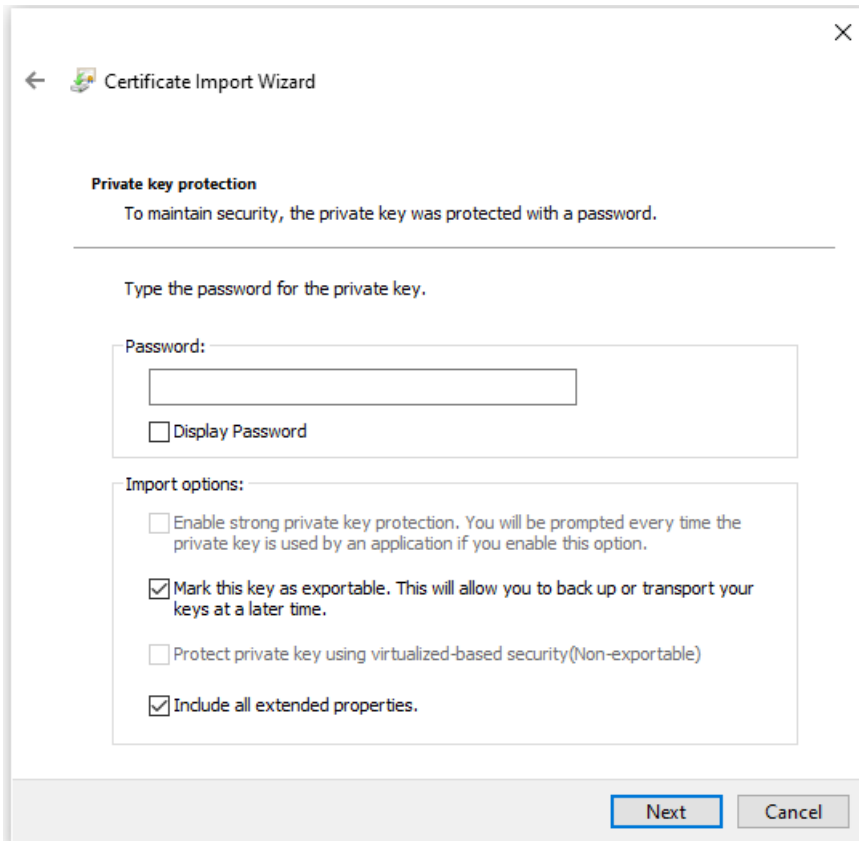 Certificate Import Wizard
Private key protection
To maintain security, the private key was protected with a password.
Type the password for the private key.
Password:
Display Password
Import options:
Enable strong private key protection. You will be prompted every time the
private key is used by an application if you enable this option.
Mark this key as exportable. This will allow you to back up or transport your
keys at a later time.
Protect private key using virtualized-based security(Non-exportable)
Include all extended properties.
Next
Cancel